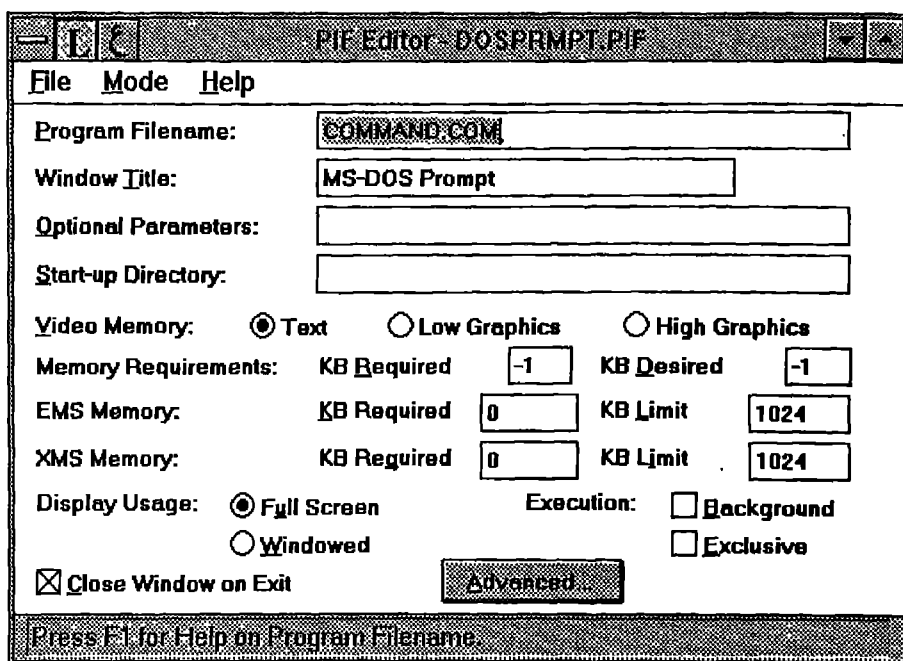 PIF Editor - DOSPRMPT.PIF
File Mode Help
Program Filename: COMMAND.COM
Window Title: MS-DOS Prompt
Optional Parameters:
Start-up Directory:
Video Memory: Text Low Graphics High Graphics
Memory Requirements: KB Required -1 KB Desired -1
EMS Memory: KB Required 0 KB Limit 1024
XMS Memory: KB Required 0 KB Limit 1024
Display Usage: Full Screen Execution: Background
Windowed Exclusive
Close Window on Exit Advanced...
Press F1 for Help on Program Filename.